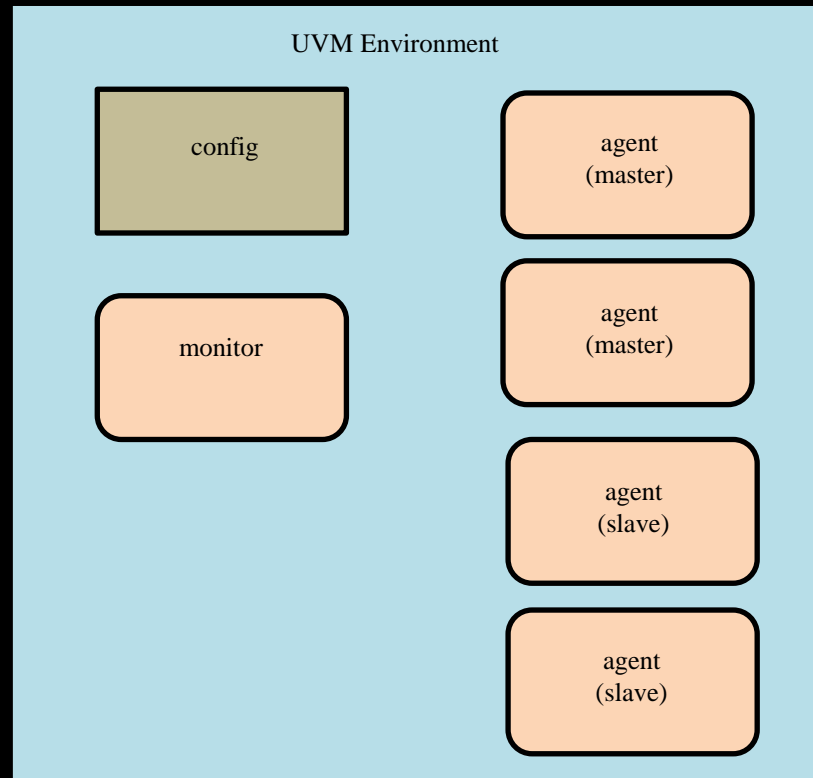 UVM Environment
config
monitor
agent
(master)
agent
(master)
agent
(slave)
agent
(slave)